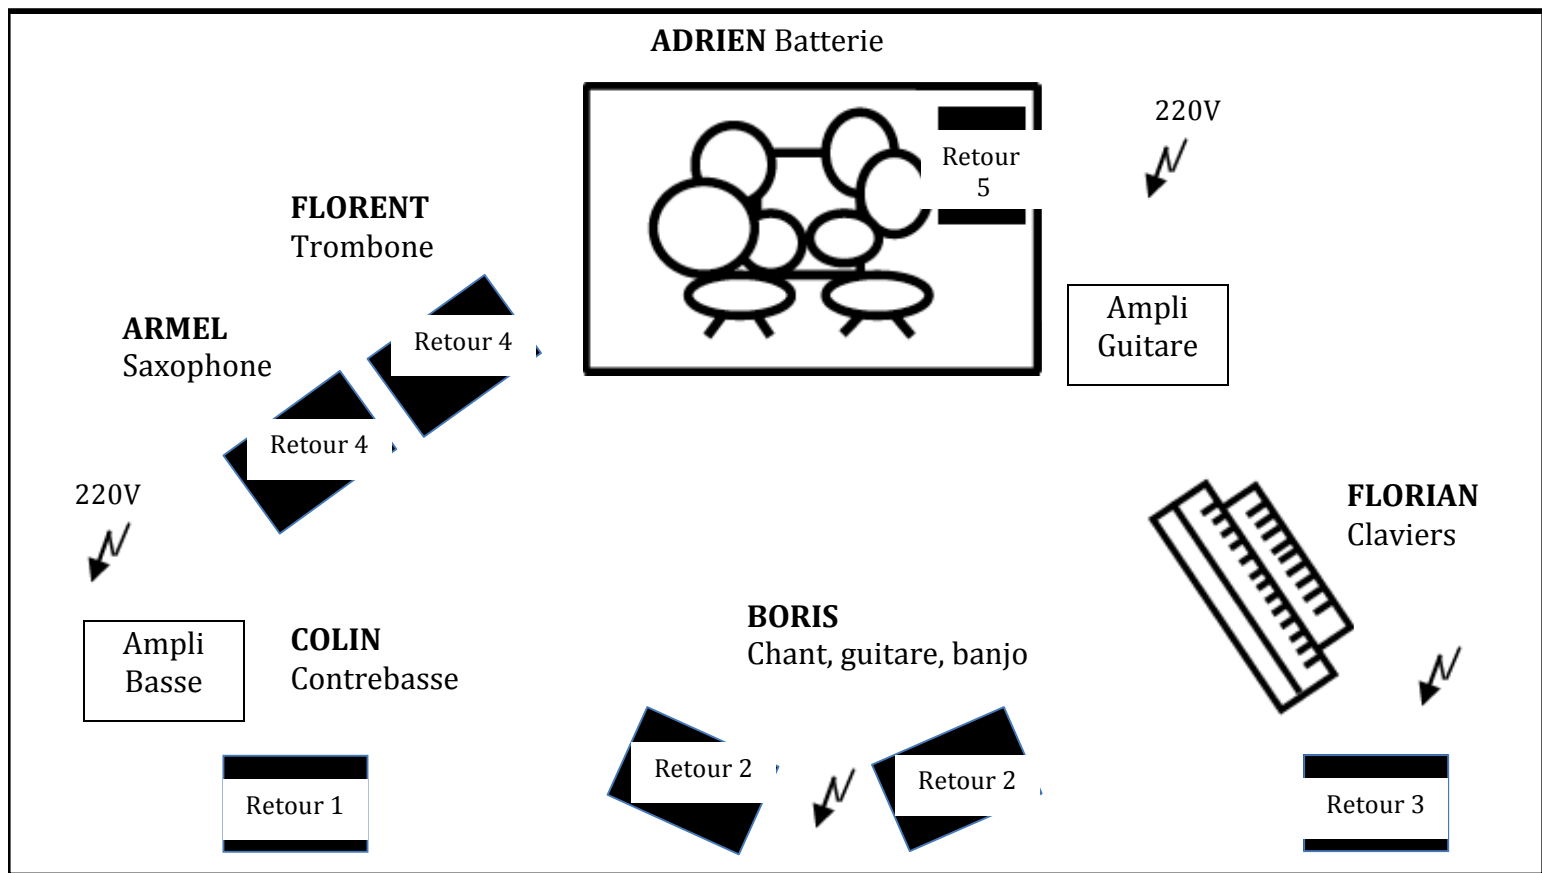 ADRIEN Batterie
220V
Retour
5
FLORENT
Trombone
Ampli
Guitare
ARMEL
Saxophone
Retour 4
Retour 4
220V
FLORIAN
Claviers
BORIS
Chant, guitare, banjo
Ampli
Basse
COLIN
Contrebasse
Retour 2
Retour 2
Retour 1
Retour 3